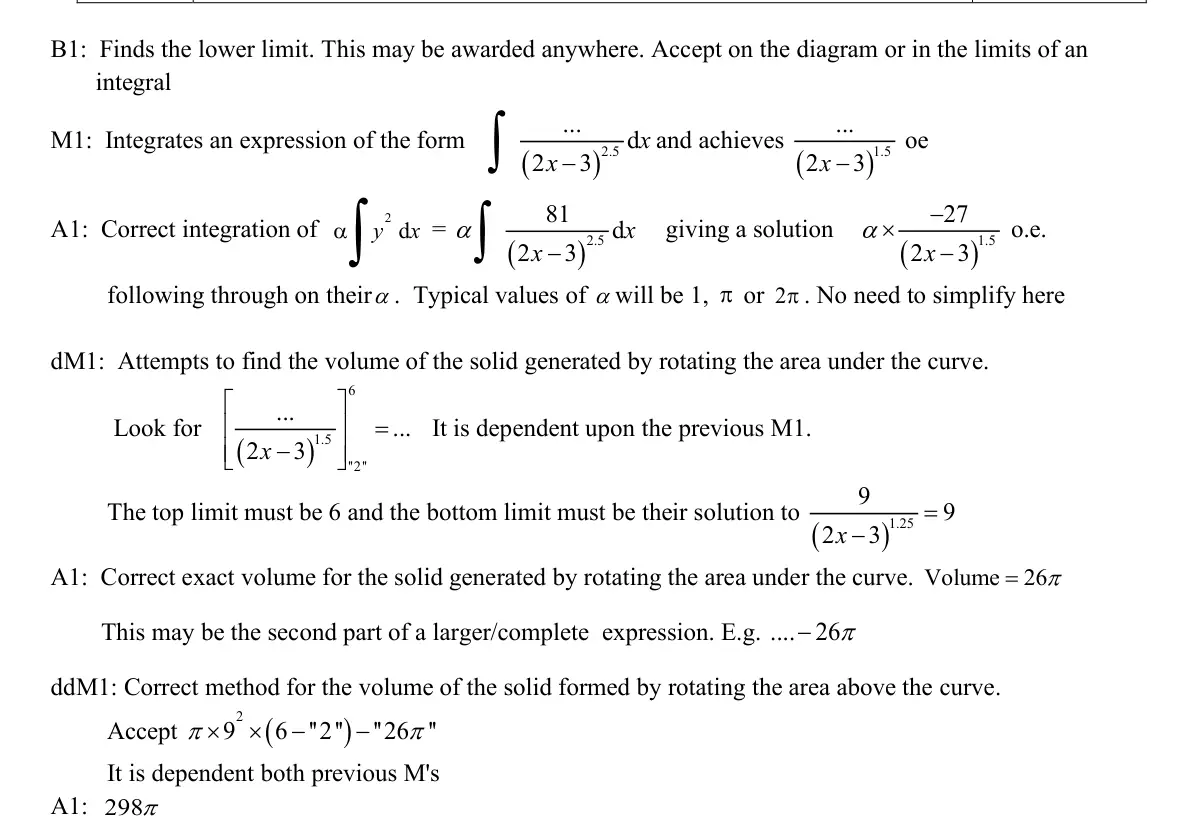 B1: Finds the lower limit. This may be awarded anywhere. Accept on the diagram or in the limits of an
integral
M1: Integrates an expression of the form ∫ ... / (2x – 3)^2.5 dx and achieves ... / (2x – 3)^1.5 oe
A1: Correct integration of α∫ y² dx = α∫ 81 / (2x – 3)^2.5 dx giving a solution α × –27 / (2x – 3)^1.5 o.e.
following through on their α . Typical values of α will be 1, π or 2π . No need to simplify here
dM1: Attempts to find the volume of the solid generated by rotating the area under the curve.
Look for [ ... / (2x – 3)^1.5 ]_"2"^6 = ... It is dependent upon the previous M1.
The top limit must be 6 and the bottom limit must be their solution to 9 / (2x – 3)^1.25 = 9
A1: Correct exact volume for the solid generated by rotating the area under the curve. Volume = 26π
This may be the second part of a larger/complete expression. E.g. .... – 26π
ddM1: Correct method for the volume of the solid formed by rotating the area above the curve.
Accept π × 9² × (6 – "2") – "26π"
It is dependent both previous M's
A1: 298π